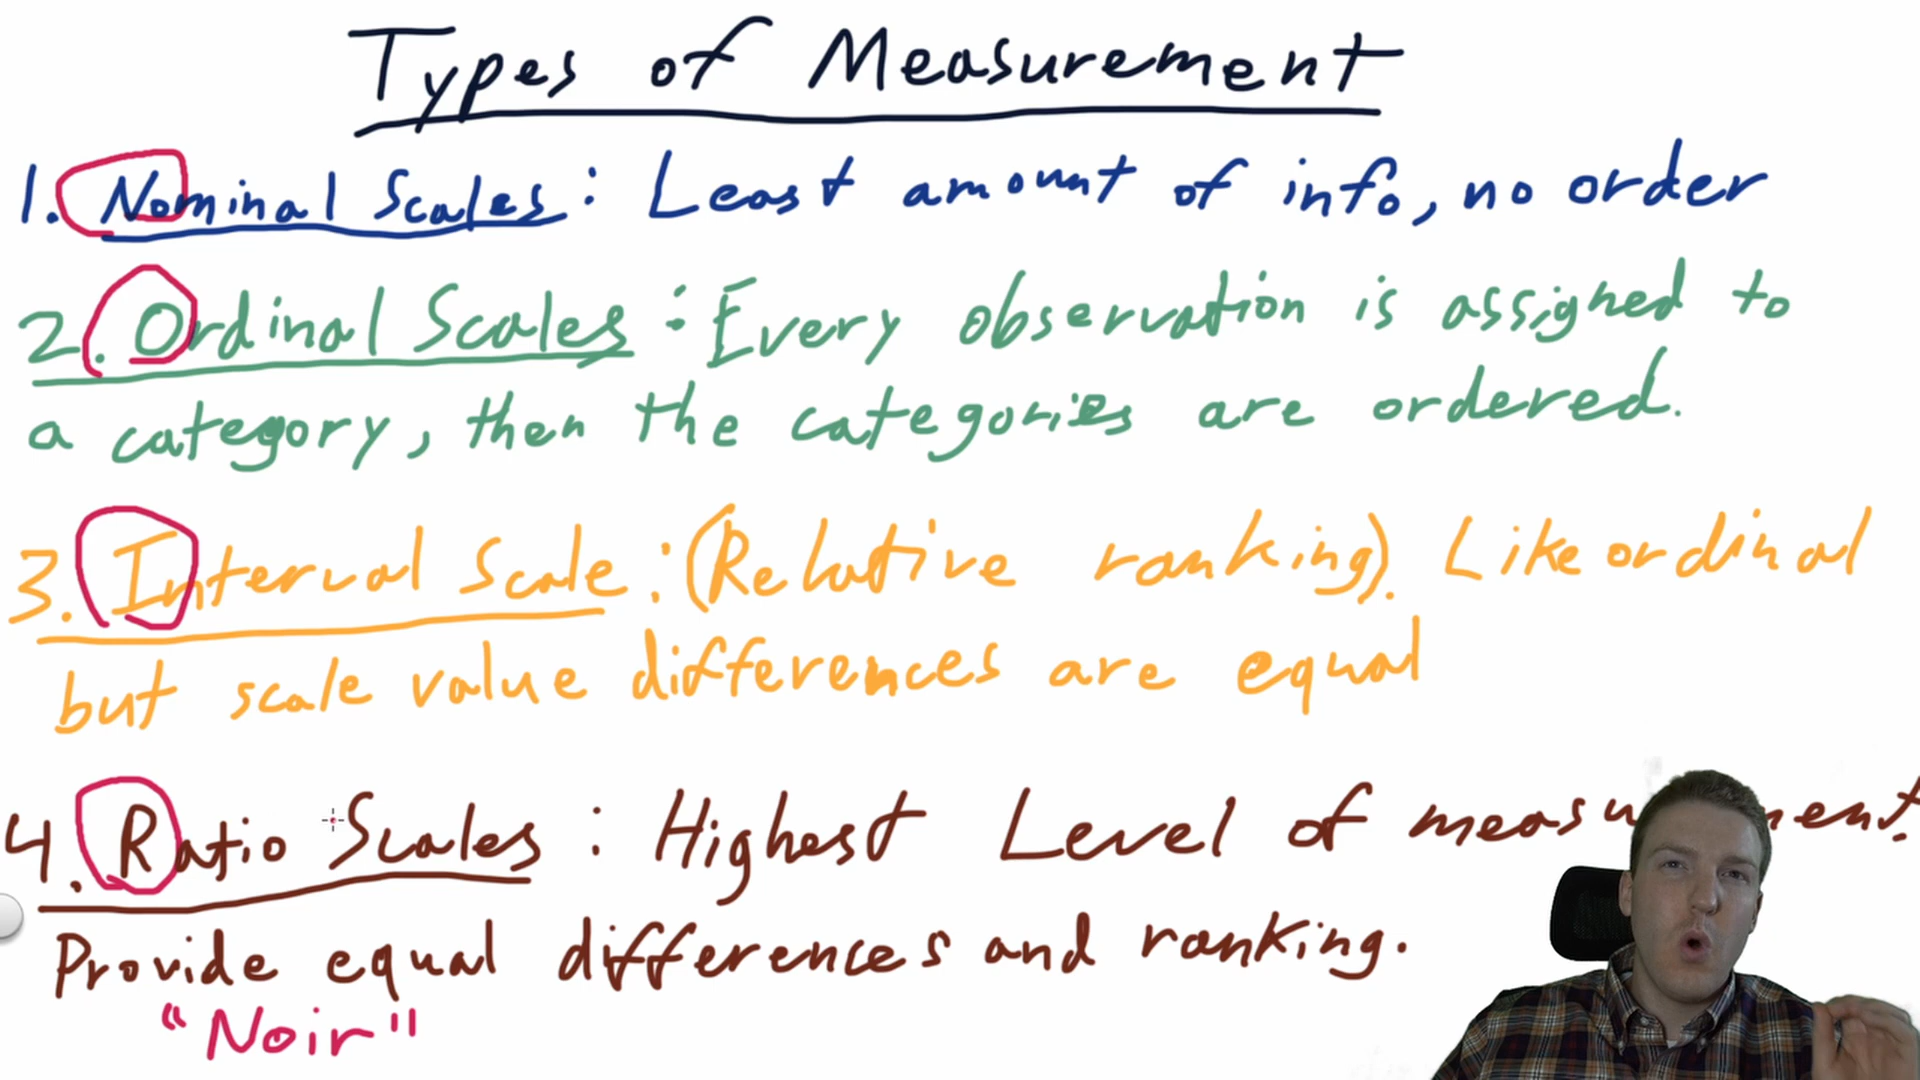 Types of Measurement
1. Nominal Scales: Least amount of info, no order
2. Ordinal Scales: Every observation is assigned to
a category, then the categories are ordered.
3. Interval Scale: (Relative ranking). Like ordinal
but scale value differences are equal
4. Ratio Scales: Highest Level of
Provide equal differences and ranking.
"Noir"